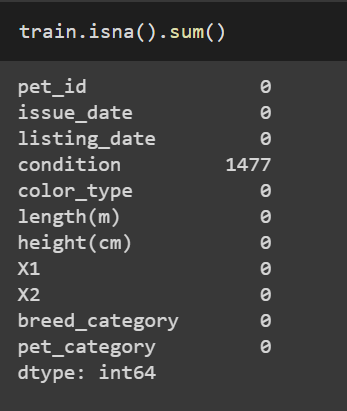 train.isna().sum()
pet_id 0
issue_date 0
listing_date 0
condition 1477
color_type 0
length(m) 0
height(cm) 0
X1 0
X2 0
breed_category 0
pet_category 0
dtype: int64